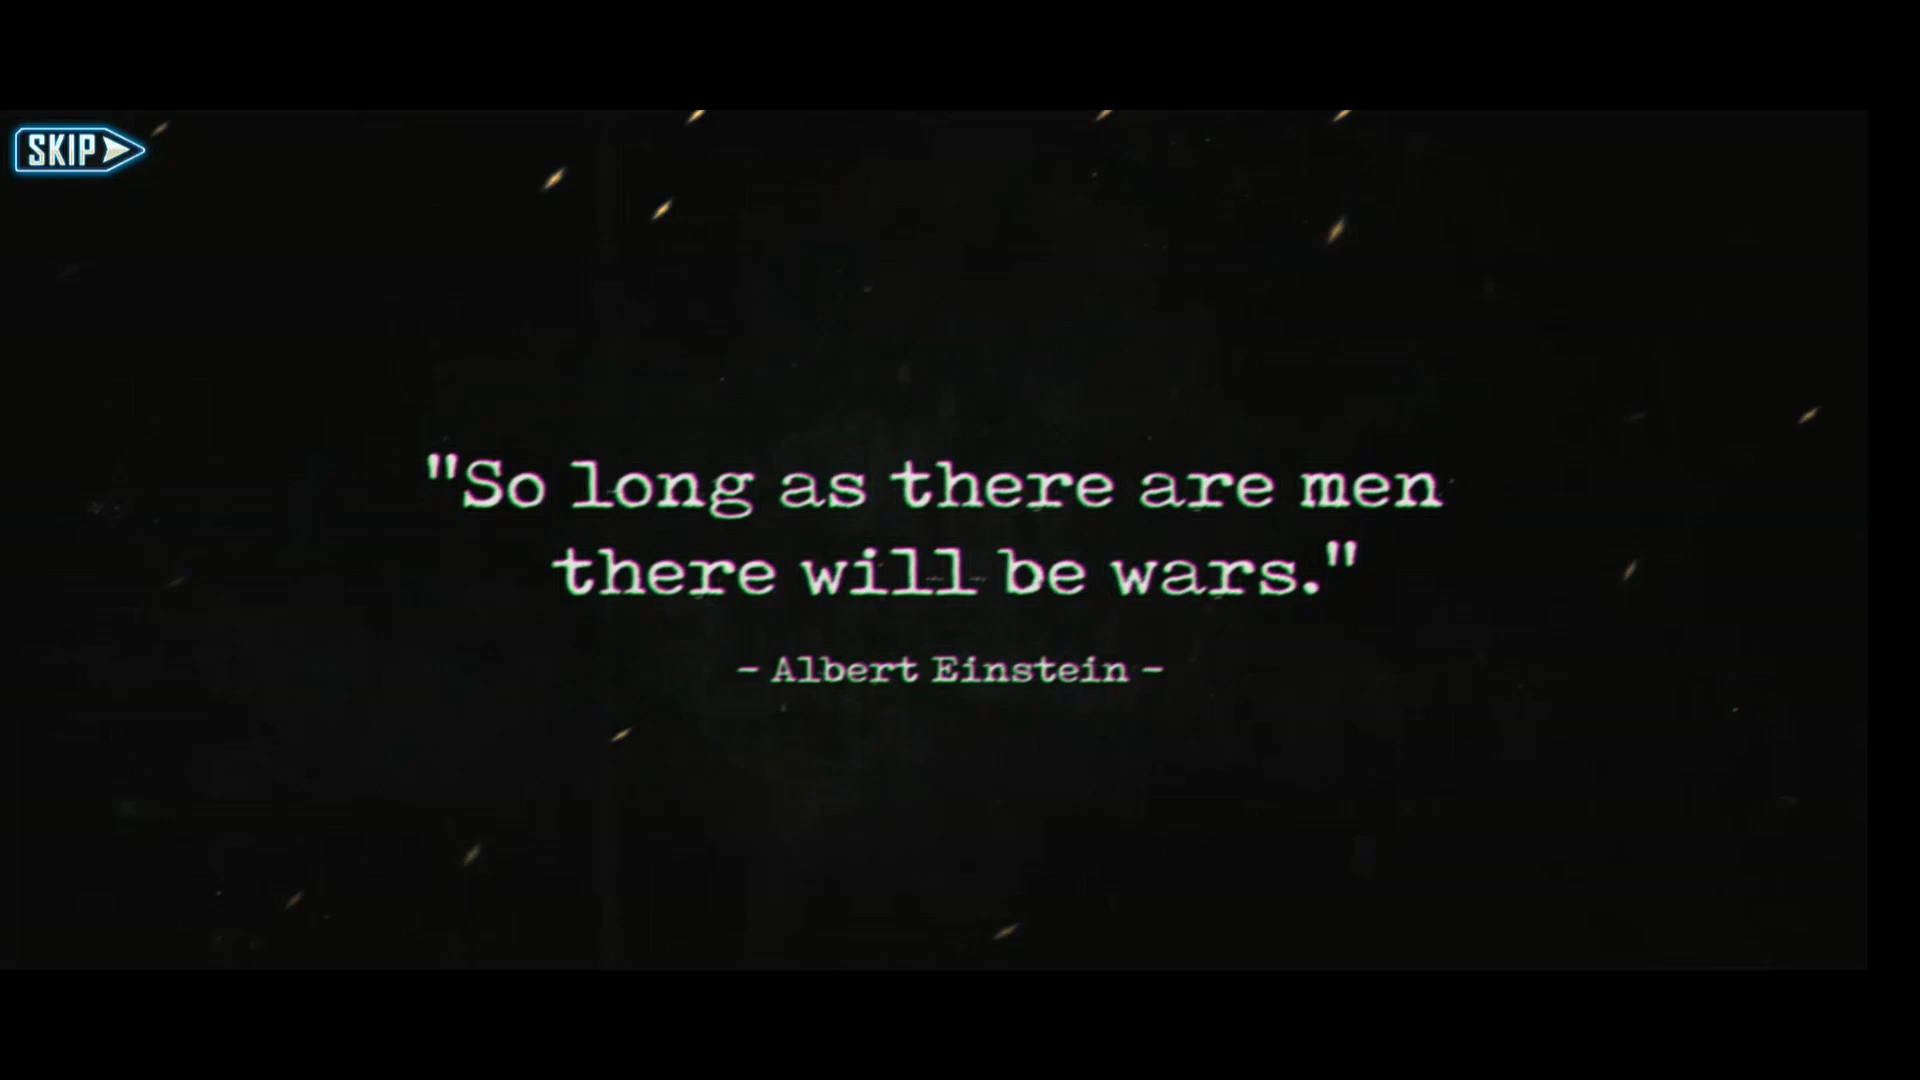 SKIP
"So long as there are men
there will be wars."
- Albert Einstein -